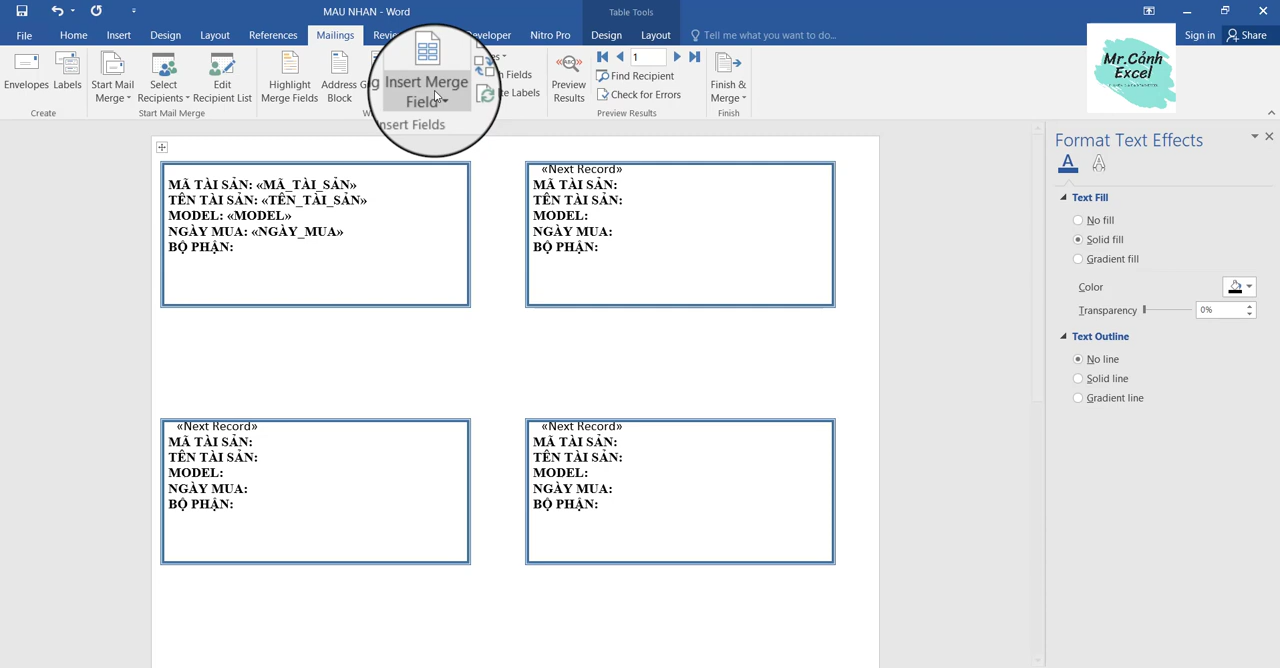 MAU NHAN - Word
Table Tools
File Home Insert Design Layout References Mailings Developer Nitro Pro Design Layout Tell me what you want to do... Sign in Share
Envelopes Labels
Create
Start Mail Merge
Select Recipients
Edit Recipient List
Start Mail Merge
Highlight Merge Fields
Address Block
Insert Merge Field
Insert Fields
Preview Results
1
Find Recipient
Check for Errors
Preview Results
Finish & Merge
Finish
Mr.Cảnh
Excel
MÃ TÀI SẢN: «MÃ_TÀI_SẢN»
TÊN TÀI SẢN: «TÊN_TÀI_SẢN»
MODEL: «MODEL»
NGÀY MUA: «NGÀY_MUA»
BỘ PHẬN:
«Next Record»
MÃ TÀI SẢN:
TÊN TÀI SẢN:
MODEL:
NGÀY MUA:
BỘ PHẬN:
«Next Record»
MÃ TÀI SẢN:
TÊN TÀI SẢN:
MODEL:
NGÀY MUA:
BỘ PHẬN:
«Next Record»
MÃ TÀI SẢN:
TÊN TÀI SẢN:
MODEL:
NGÀY MUA:
BỘ PHẬN:
Format Text Effects
A A
Text Fill
No fill
Solid fill
Gradient fill
Color
Transparency 0%
Text Outline
No line
Solid line
Gradient line